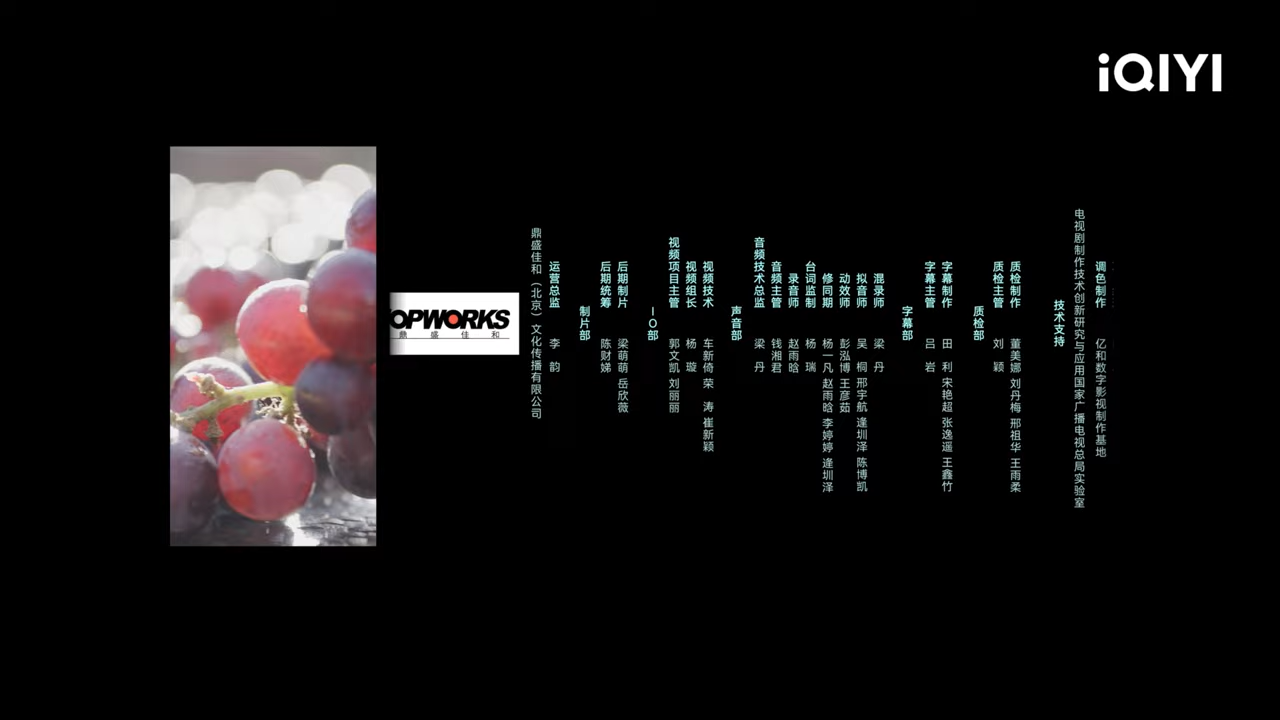 iQIYI
OPWORKS
鼎盛佳和
鼎盛佳和（北京）文化传播有限公司
运营总监 李 韵
制片部
后期统筹 陈财娣
后期制片 梁萌萌 岳欣薇
IO部
视频项目主管 郭文凯 刘丽丽
视频组长 杨 璇
视频技术 车新倚 荣 涛 崔新颖
声音部
音频技术总监 梁 丹
音频主管 钱湘君
录音师 赵雨晗
台词监制 杨 瑞
修同期 杨一凡 赵雨晗 李婷婷 逄圳泽
动效师 彭泓博 王彦茹
拟音师 吴 桐 邢宇航 逄圳泽 陈博凯
混录师 梁 丹
字幕部
字幕主管 吕 岩
字幕制作 田 利 宋艳超 张逸遥 王鑫竹
质检部
质检主管 刘 颖
质检制作 董美娜 刘丹梅 邢祖华 王雨柔
技术支持
电视剧制作技术创新研究与应用国家广播电视总局实验室
调色制作 亿和数字影视制作基地